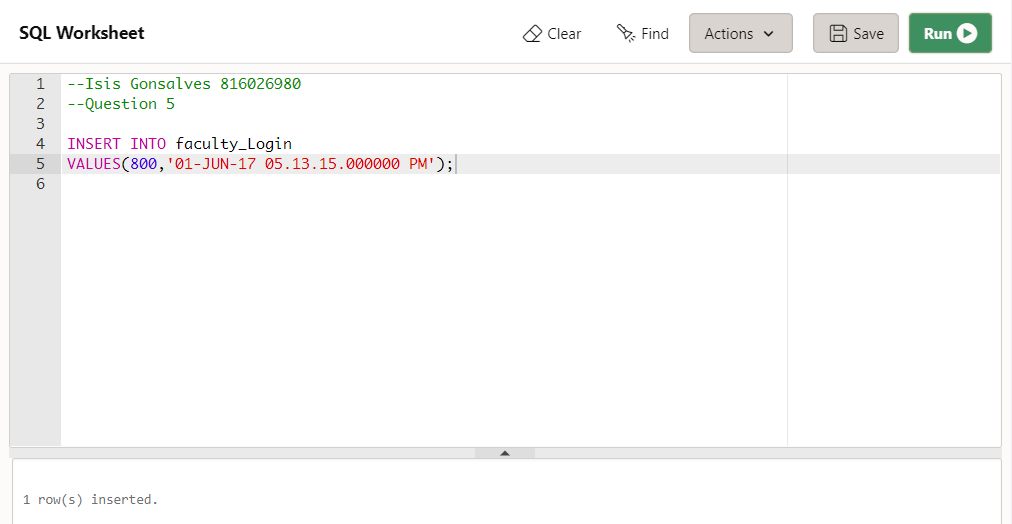 SQL Worksheet
Clear
Find
Actions
Save
Run
1 --Isis Gonsalves 816026980
2 --Question 5
3
4 INSERT INTO faculty_Login
5 VALUES(800,'01-JUN-17 05.13.15.000000 PM');
6
1 row(s) inserted.